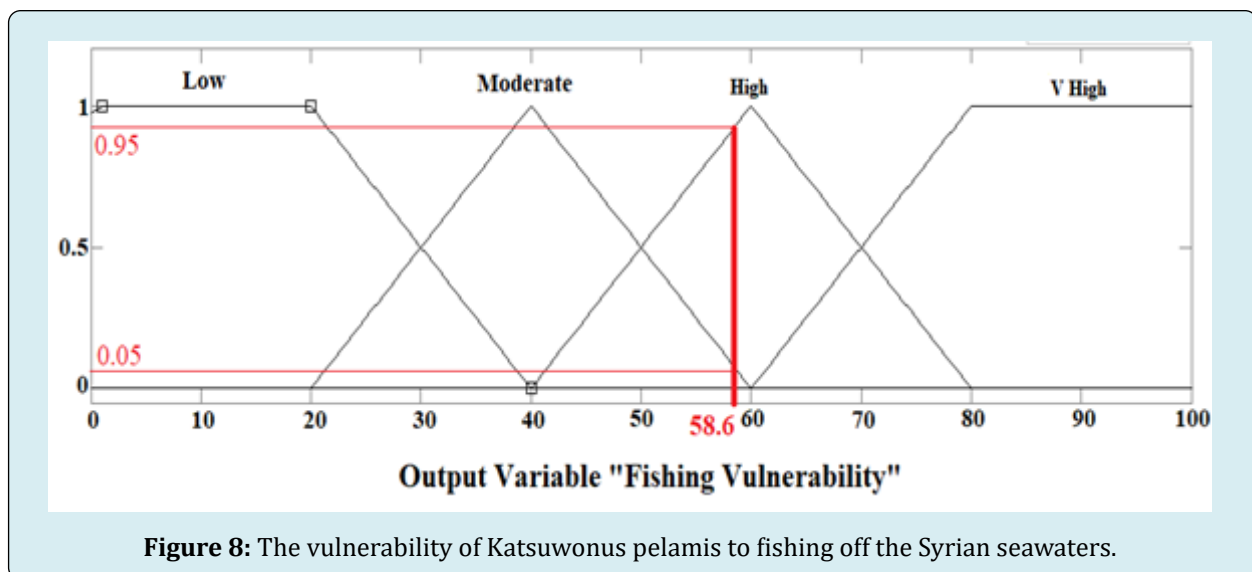 Low Moderate High V High
1
0.95
0.5
0.05
0
0 10 20 30 40 50 58.6 60 70 80 90 100
Output Variable "Fishing Vulnerability"
Figure 8: The vulnerability of Katsuwonus pelamis to fishing off the Syrian seawaters.